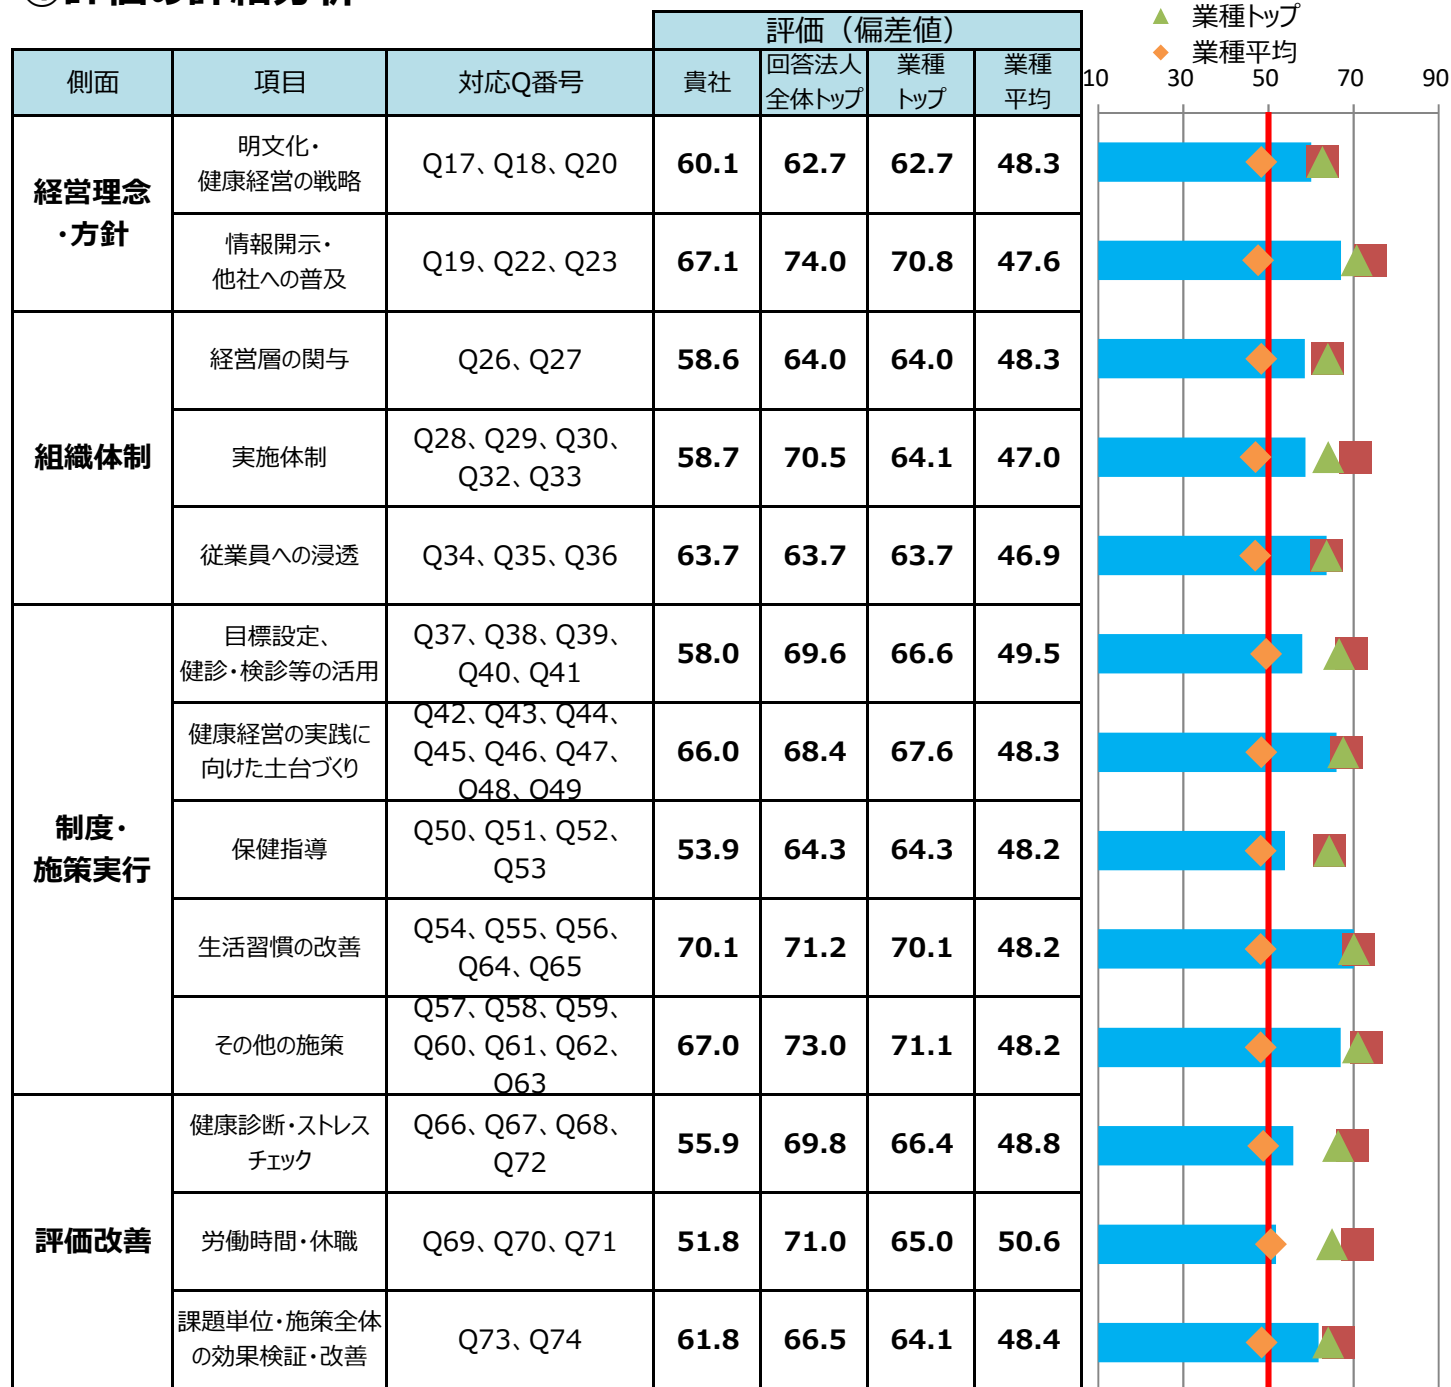 ①評価の詳細分析
評価（偏差値）
▲ 業種トップ
◆ 業種平均
側面 項目 対応Q番号 貴社 回答法人 業種 業種
全体トップ トップ 平均
10 30 50 70 90
経営理念
・方針
明文化・
健康経営の戦略
Q17、Q18、Q20
60.1 62.7 62.7 48.3
情報開示・
他社への普及
Q19、Q22、Q23
67.1 74.0 70.8 47.6
組織体制
経営層の関与
Q26、Q27
58.6 64.0 64.0 48.3
実施体制
Q28、Q29、Q30、
Q32、Q33
58.7 70.5 64.1 47.0
従業員への浸透
Q34、Q35、Q36
63.7 63.7 63.7 46.9
制度・
施策実行
目標設定、
健診・検診等の活用
Q37、Q38、Q39、
Q40、Q41
58.0 69.6 66.6 49.5
健康経営の実践に
向けた土台づくり
Q42、Q43、Q44、
Q45、Q46、Q47、
Q48、Q49
66.0 68.4 67.6 48.3
保健指導
Q50、Q51、Q52、
Q53
53.9 64.3 64.3 48.2
生活習慣の改善
Q54、Q55、Q56、
Q64、Q65
70.1 71.2 70.1 48.2
その他の施策
Q57、Q58、Q59、
Q60、Q61、Q62、
Q63
67.0 73.0 71.1 48.2
評価改善
健康診断・ストレス
チェック
Q66、Q67、Q68、
Q72
55.9 69.8 66.4 48.8
労働時間・休職
Q69、Q70、Q71
51.8 71.0 65.0 50.6
課題単位・施策全体
の効果検証・改善
Q73、Q74
61.8 66.5 64.1 48.4